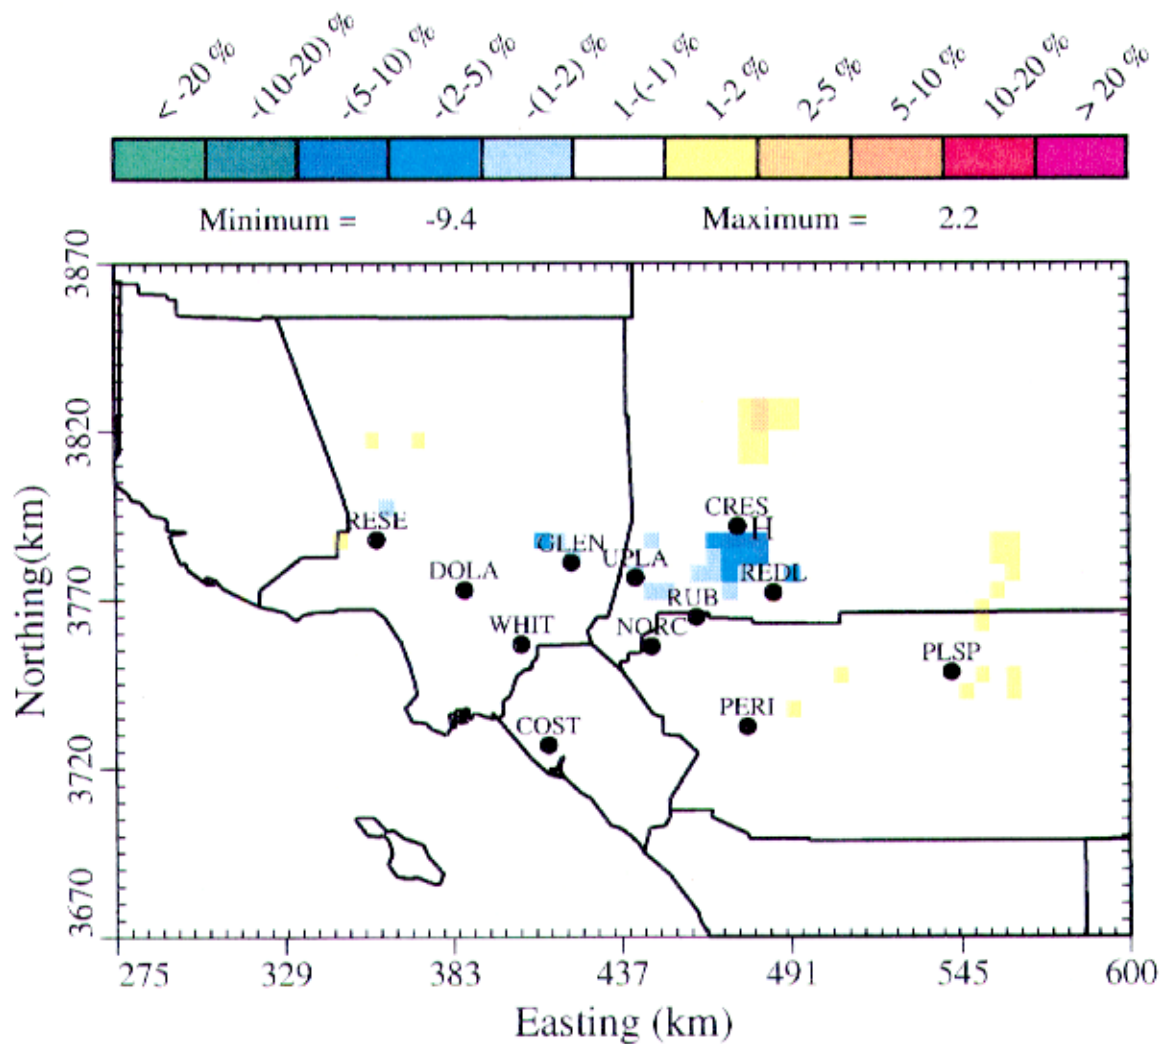 < -20 %
-(10-20) %
-(5-10) %
-(2-5) %
-(1-2) %
1-(-1) %
1-2 %
2-5 %
5-10 %
10-20 %
> 20 %
Minimum = -9.4 Maximum = 2.2
3870
3820
3770
3720
3670
Northing(km)
CRES
H
RESE
GLEN
UPLA
DOLA
REDL
RUB
WHIT
NORC
PLSP
PERI
COST
275 329 383 437 491 545 600
Easting (km)